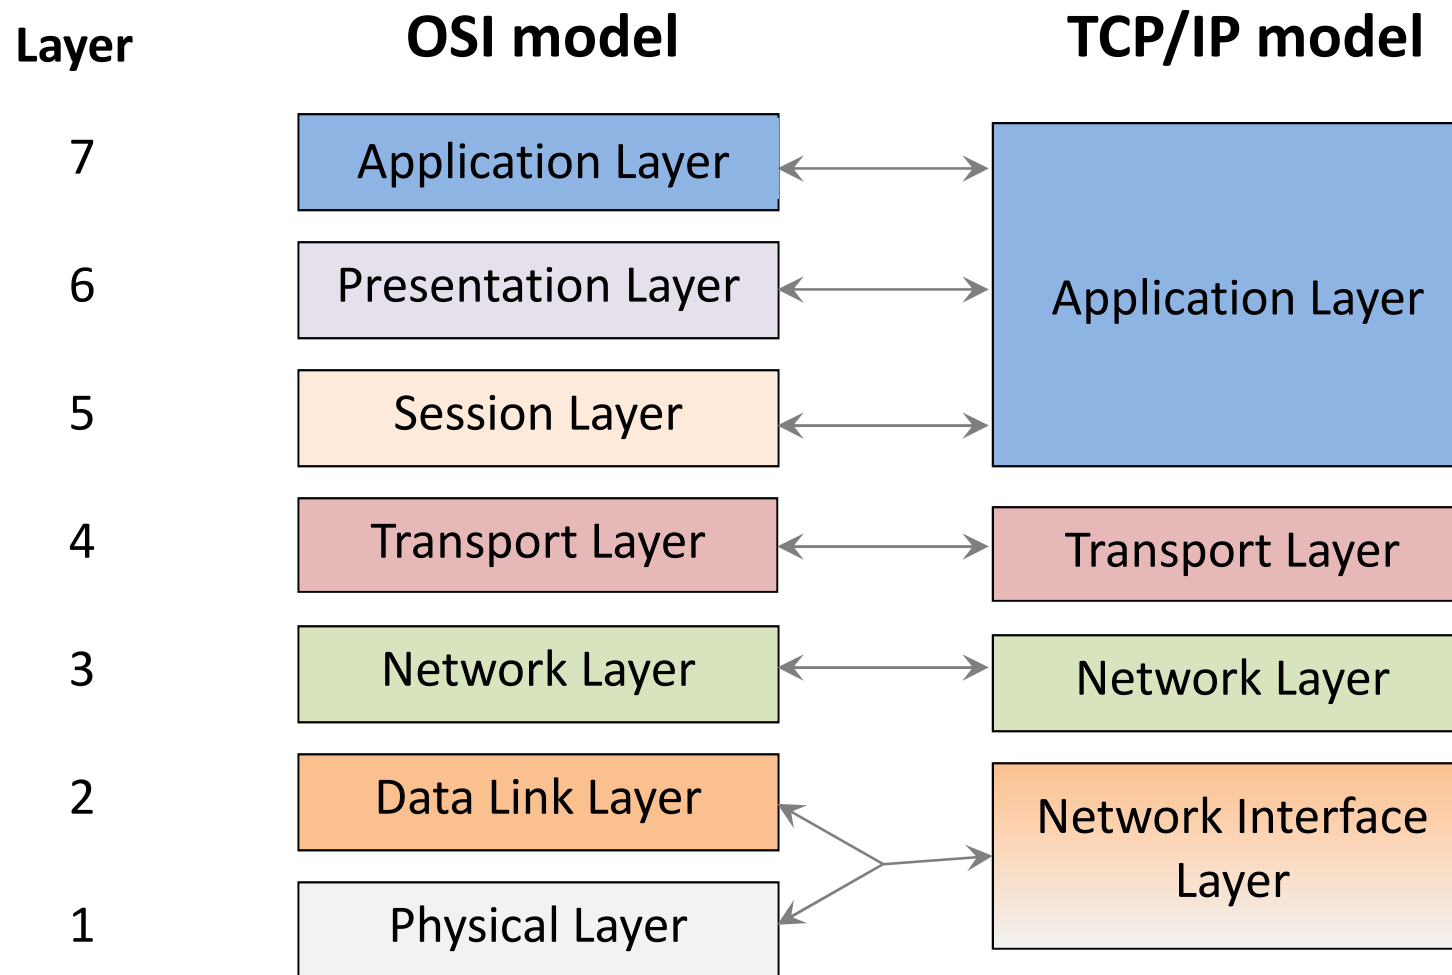 Layer OSI model TCP/IP model
7 Application Layer
6 Presentation Layer Application Layer
5 Session Layer
4 Transport Layer Transport Layer
3 Network Layer Network Layer
2 Data Link Layer Network Interface
Layer
1 Physical Layer